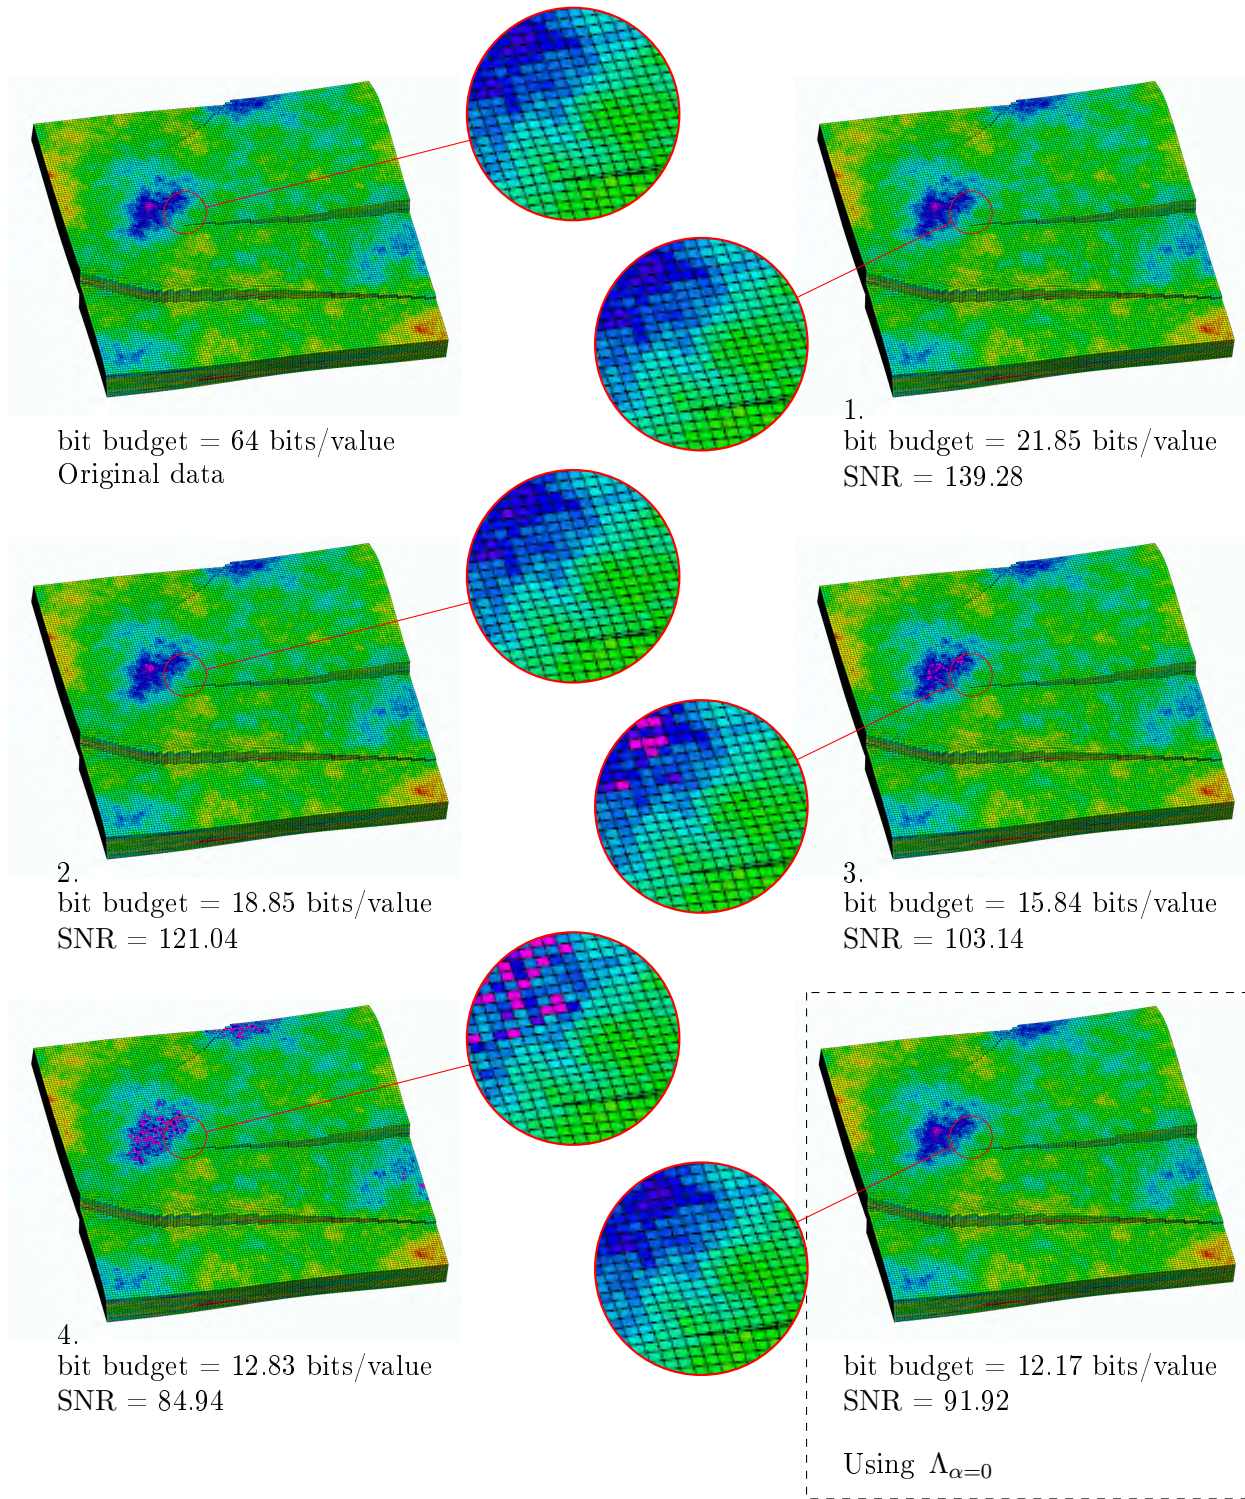 bit budget = 64 bits/value
Original data
1.
bit budget = 21.85 bits/value
SNR = 139.28
2.
bit budget = 18.85 bits/value
SNR = 121.04
3.
bit budget = 15.84 bits/value
SNR = 103.14
4.
bit budget = 12.83 bits/value
SNR = 84.94
bit budget = 12.17 bits/value
SNR = 91.92
Using Λα=0